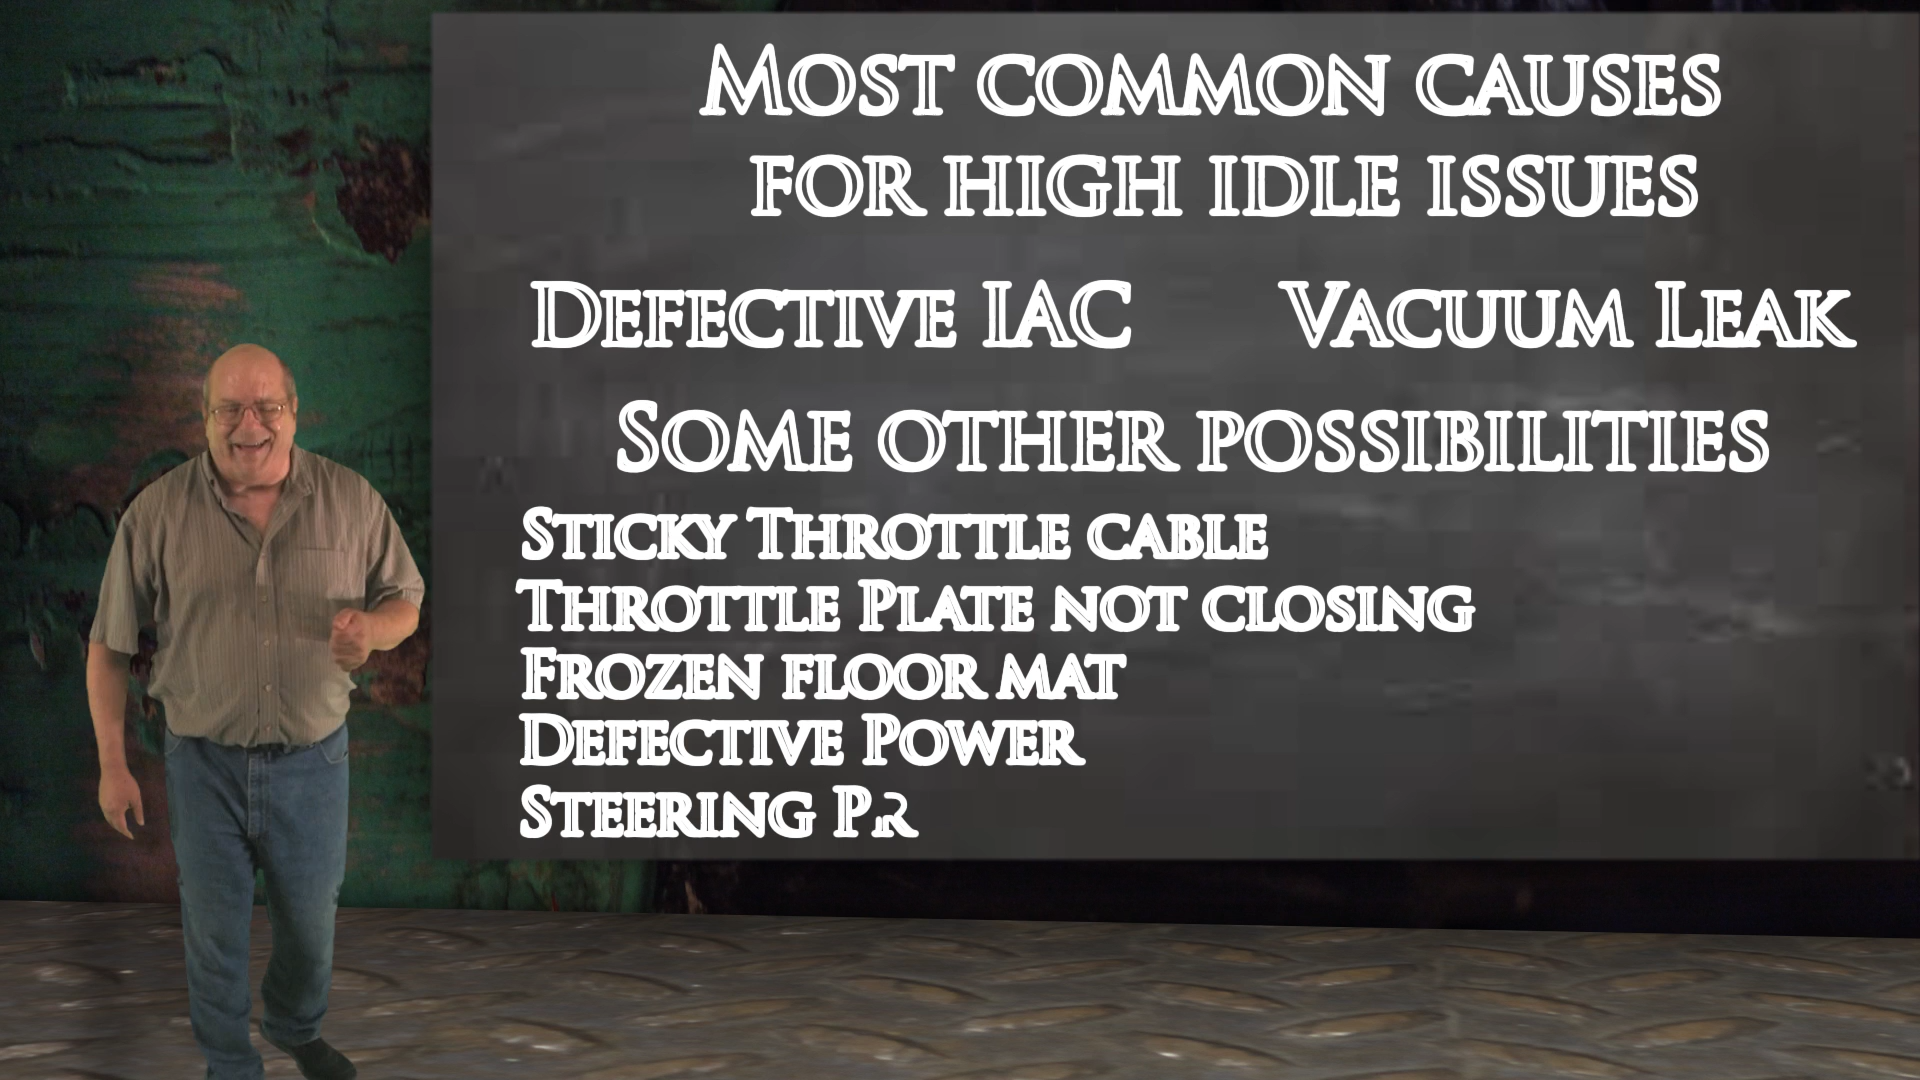 Most common causes
for high idle issues
Defective IAC Vacuum Leak
Some other possibilities
Sticky Throttle cable
Throttle Plate not closing
Frozen floor mat
Defective Power
Steering